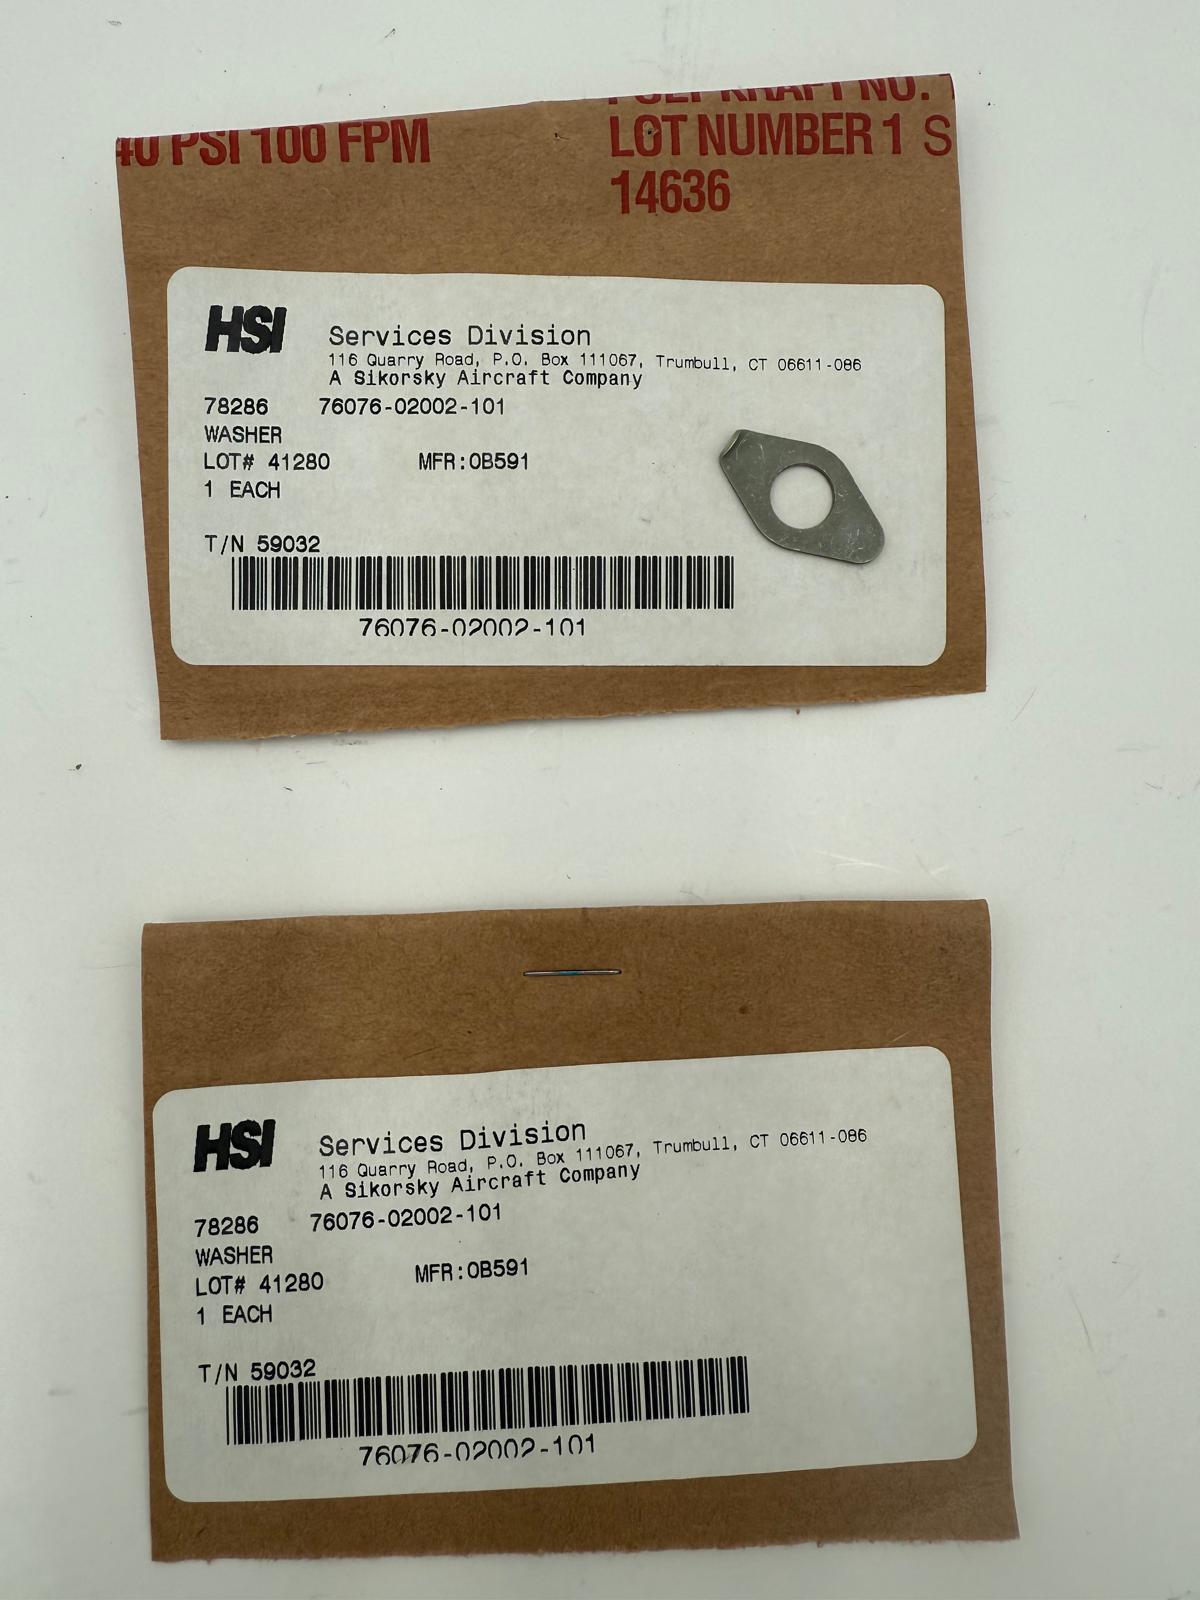 40 PSI 100 FPM
POLY KRAFT NO.
LOT NUMBER 1 S
14636
HSI
Services Division
116 Quarry Road, P.O. Box 111067, Trumbull, CT 06611-086
A Sikorsky Aircraft Company
78286 76076-02002-101
WASHER
LOT# 41280 MFR:0B591
1 EACH
T/N 59032
76076-02002-101
HSI
Services Division
116 Quarry Road, P.O. Box 111067, Trumbull, CT 06611-086
A Sikorsky Aircraft Company
78286 76076-02002-101
WASHER
LOT# 41280 MFR:0B591
1 EACH
T/N 59032
76076-02002-101